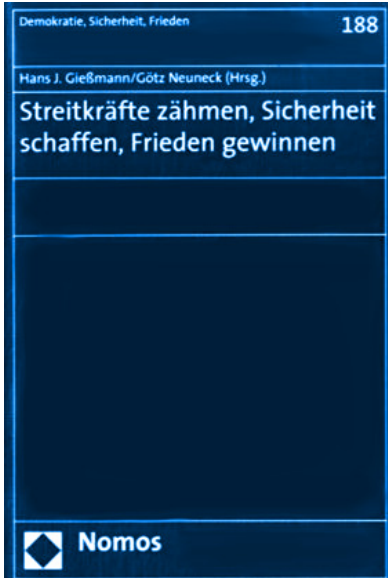 Demokratie, Sicherheit, Frieden
188
Hans J. Gießmann/Götz Neuneck (Hrsg.)
Streitkräfte zähmen, Sicherheit
schaffen, Frieden gewinnen
Nomos